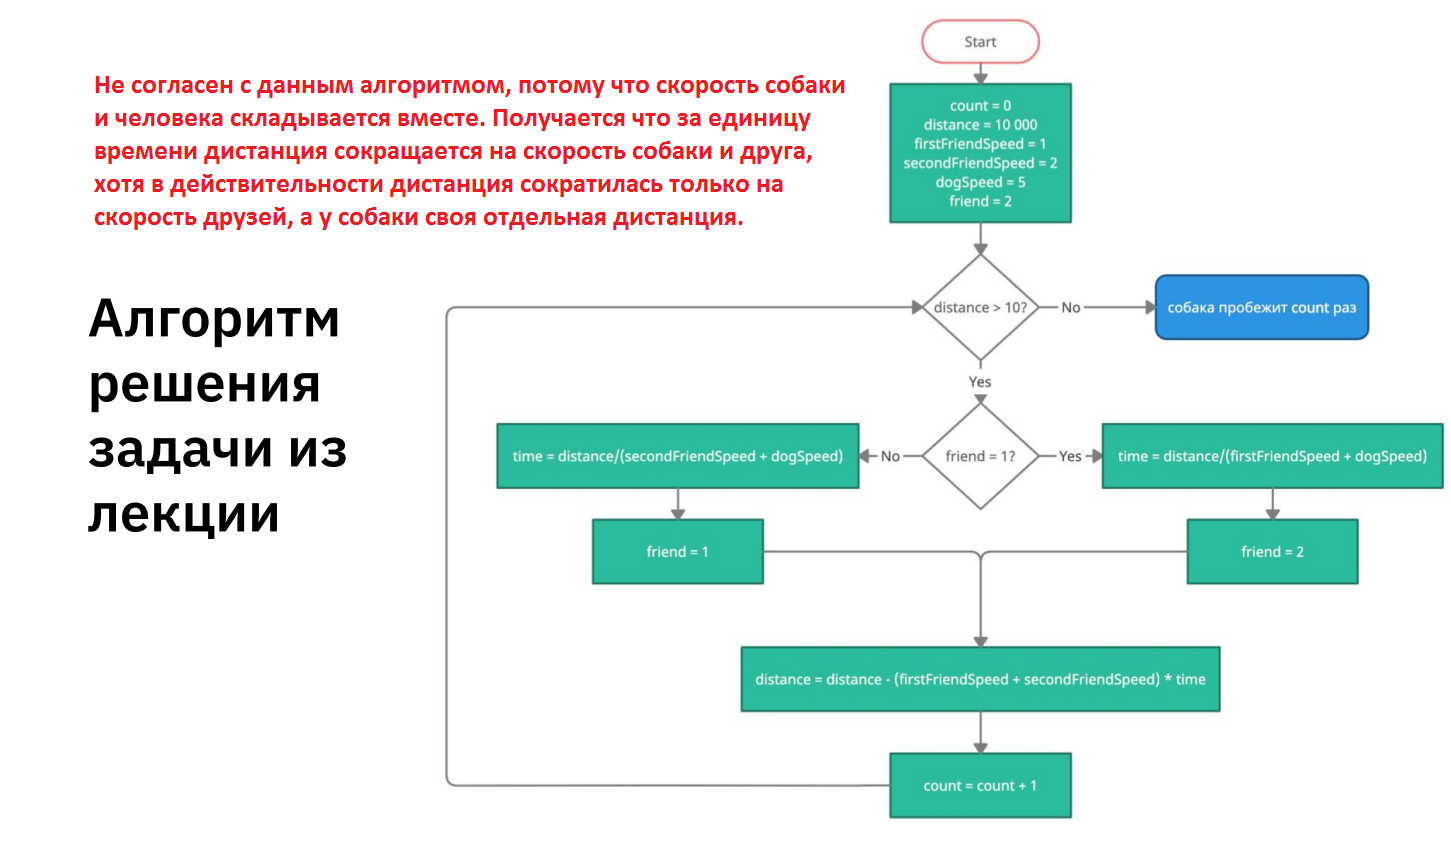 Start
Не согласен с данным алгоритмом, потому что скорость собаки
и человека складывается вместе. Получается что за единицу
времени дистанция сокращается на скорость собаки и друга,
хотя в действительности дистанция сократилась только на
скорость друзей, а у собаки своя отдельная дистанция.
count = 0
distance = 10 000
firstFriendSpeed = 1
secondFriendSpeed = 2
dogSpeed = 5
friend = 2
Алгоритм
решения
задачи из
лекции
distance > 10?
No
собака пробежит count раз
Yes
time = distance/(secondFriendSpeed + dogSpeed)
No
friend = 1?
Yes
time = distance/(firstFriendSpeed + dogSpeed)
friend = 1
friend = 2
distance = distance - (firstFriendSpeed + secondFriendSpeed) * time
count = count + 1